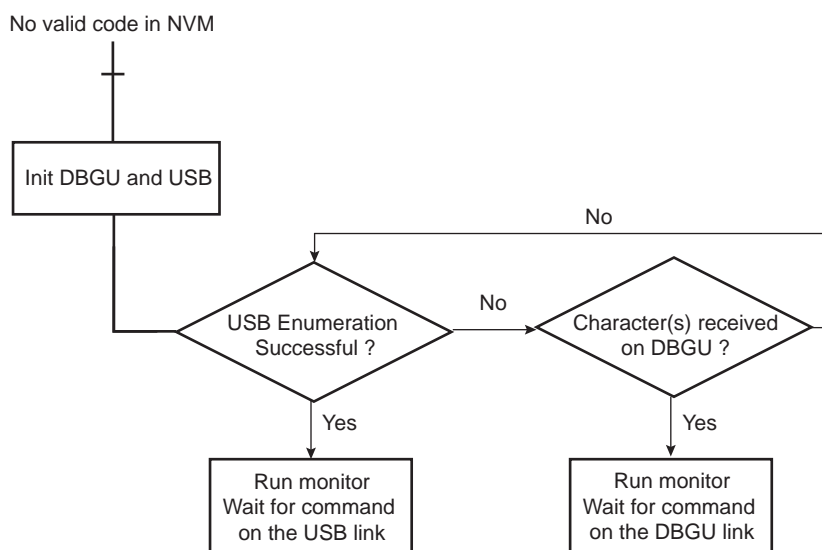 No valid code in NVM
Init DBGU and USB
No
USB Enumeration
Successful ?
No
Character(s) received
on DBGU ?
Yes
Yes
Run monitor
Wait for command
on the USB link
Run monitor
Wait for command
on the DBGU link